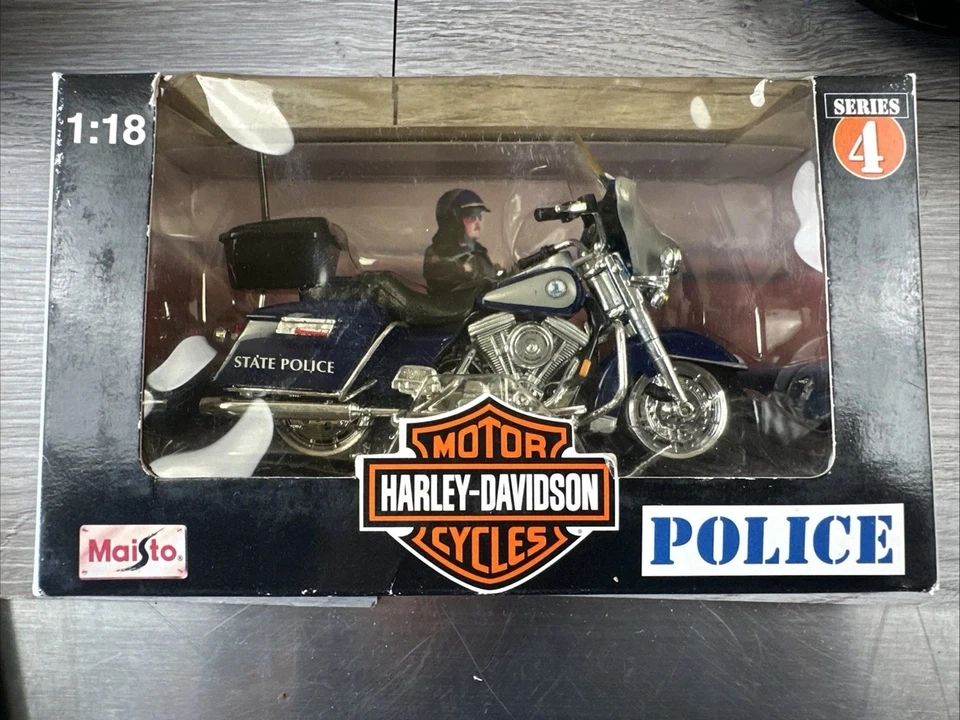 1:18
SERIES
4
STATE POLICE
MOTOR
HARLEY-DAVIDSON
CYCLES
Maisto
POLICE